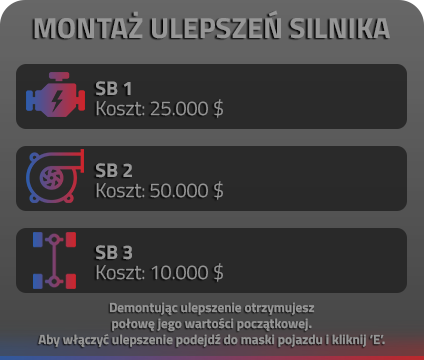 MONTAŻ ULEPSZEŃ SILNIKA
SB 1
Koszt: 25.000 $
SB 2
Koszt: 50.000 $
SB 3
Koszt: 10.000 $
Demontując ulepszenie otrzymujesz
połowę jego wartości początkowej.
Aby włączyć ulepszenie podejdź do maski pojazdu i kliknij ‘E’.